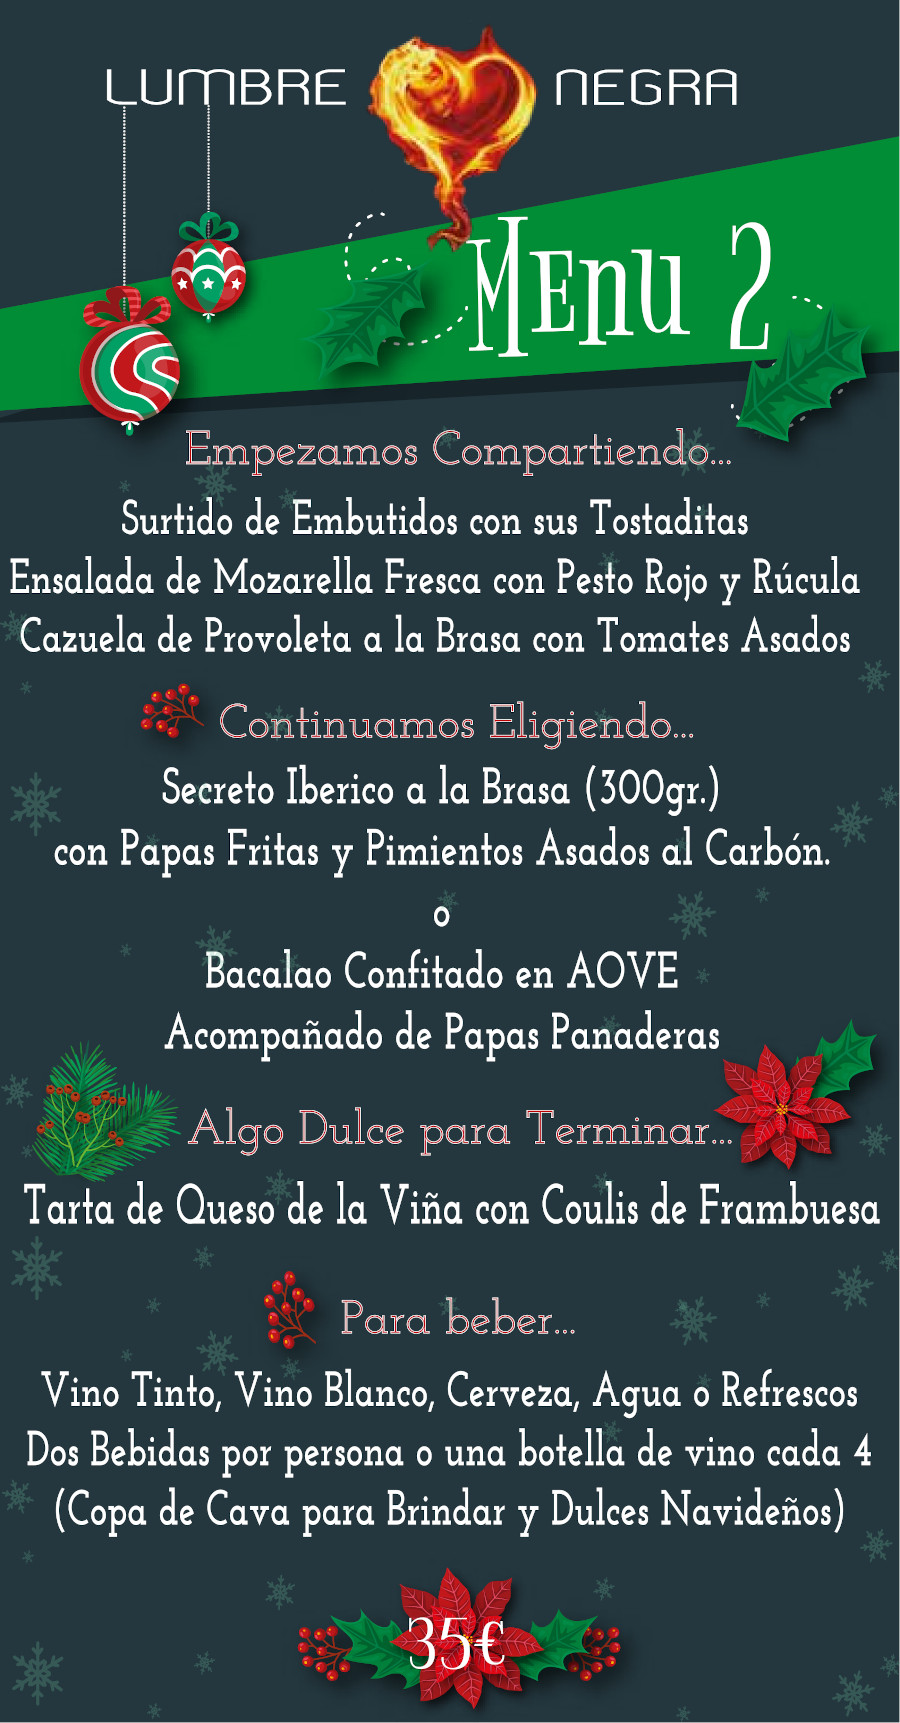 LUMBRE NEGRA
Menu 2
Empezamos Compartiendo...
Surtido de Embutidos con sus Tostaditas
Ensalada de Mozarella Fresca con Pesto Rojo y Rúcula
Cazuela de Provoleta a la Brasa con Tomates Asados
Continuamos Eligiendo...
Secreto Iberico a la Brasa (300gr.)
con Papas Fritas y Pimientos Asados al Carbón.
o
Bacalao Confitado en AOVE
Acompañado de Papas Panaderas
Algo Dulce para Terminar...
Tarta de Queso de la Viña con Coulis de Frambuesa
Para beber...
Vino Tinto, Vino Blanco, Cerveza, Agua o Refrescos
Dos Bebidas por persona o una botella de vino cada 4
(Copa de Cava para Brindar y Dulces Navideños)
35€